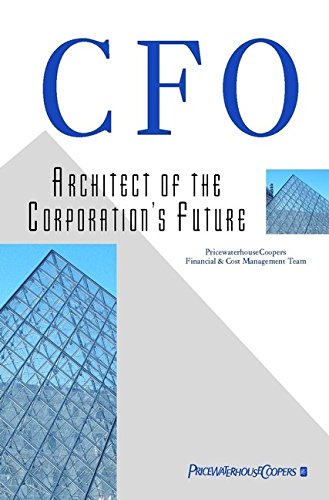 CFO
Architect of the
Corporation's Future
PricewaterhouseCoopers
Financial & Cost Management Team
PricewaterhouseCoopers